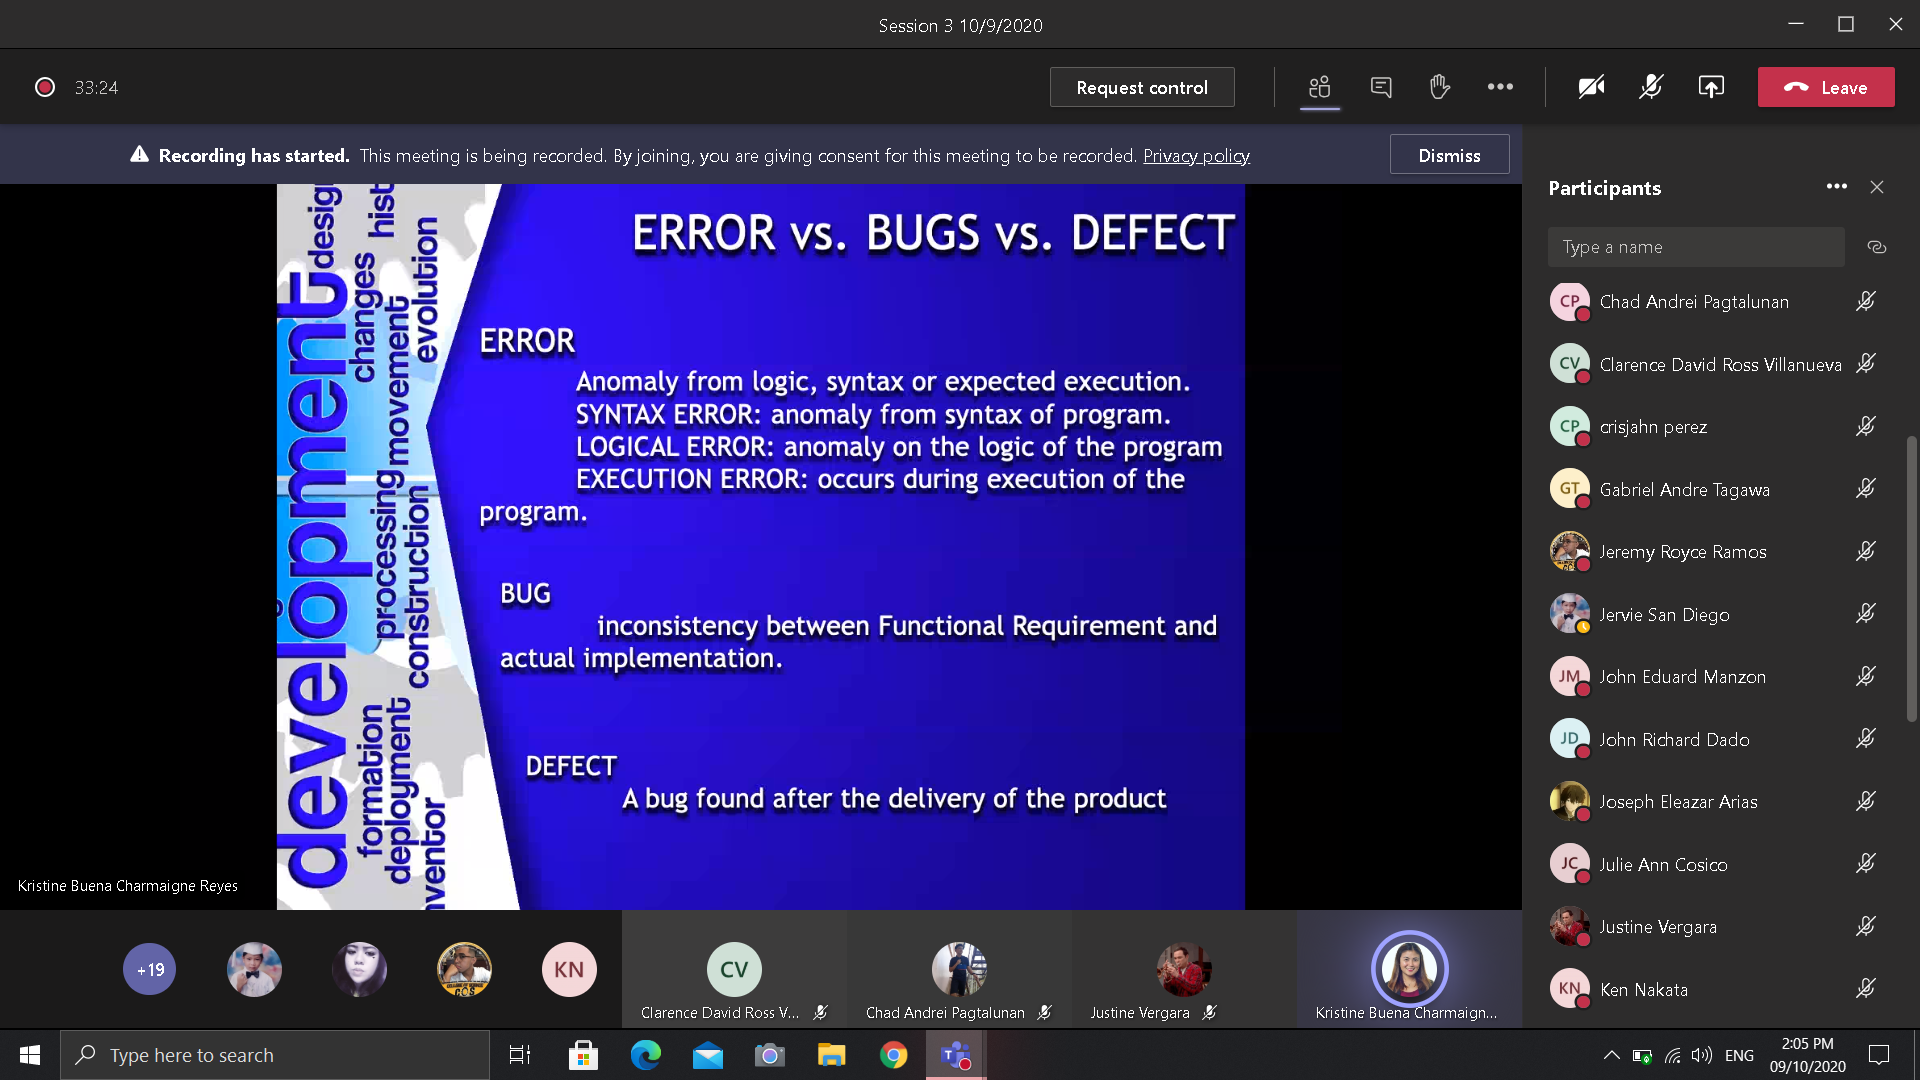 Session 3 10/9/2020
33:24
Request control
Leave
Recording has started. This meeting is being recorded. By joining, you are giving consent for this meeting to be recorded. Privacy policy
Dismiss
development
design
changes
hist
movement
evolution
processing
construction
formation
deployment
ventor
ERROR vs. BUGS vs. DEFECT
ERROR
Anomaly from logic, syntax or expected execution.
SYNTAX ERROR: anomaly from syntax of program.
LOGICAL ERROR: anomaly on the logic of the program
EXECUTION ERROR: occurs during execution of the
program.
BUG
inconsistency between Functional Requirement and
actual implementation.
DEFECT
A bug found after the delivery of the product
Kristine Buena Charmaigne Reyes
Participants
Type a name
CP Chad Andrei Pagtalunan
CV Clarence David Ross Villanueva
CP crisjahn perez
GT Gabriel Andre Tagawa
Jeremy Royce Ramos
Jervie San Diego
JM John Eduard Manzon
JD John Richard Dado
Joseph Eleazar Arias
JC Julie Ann Cosico
Justine Vergara
KN Ken Nakata
+19
CCS
KN
CV
Clarence David Ross V...
Chad Andrei Pagtalunan
Justine Vergara
Kristine Buena Charmaign...
Type here to search
ENG
2:05 PM
09/10/2020